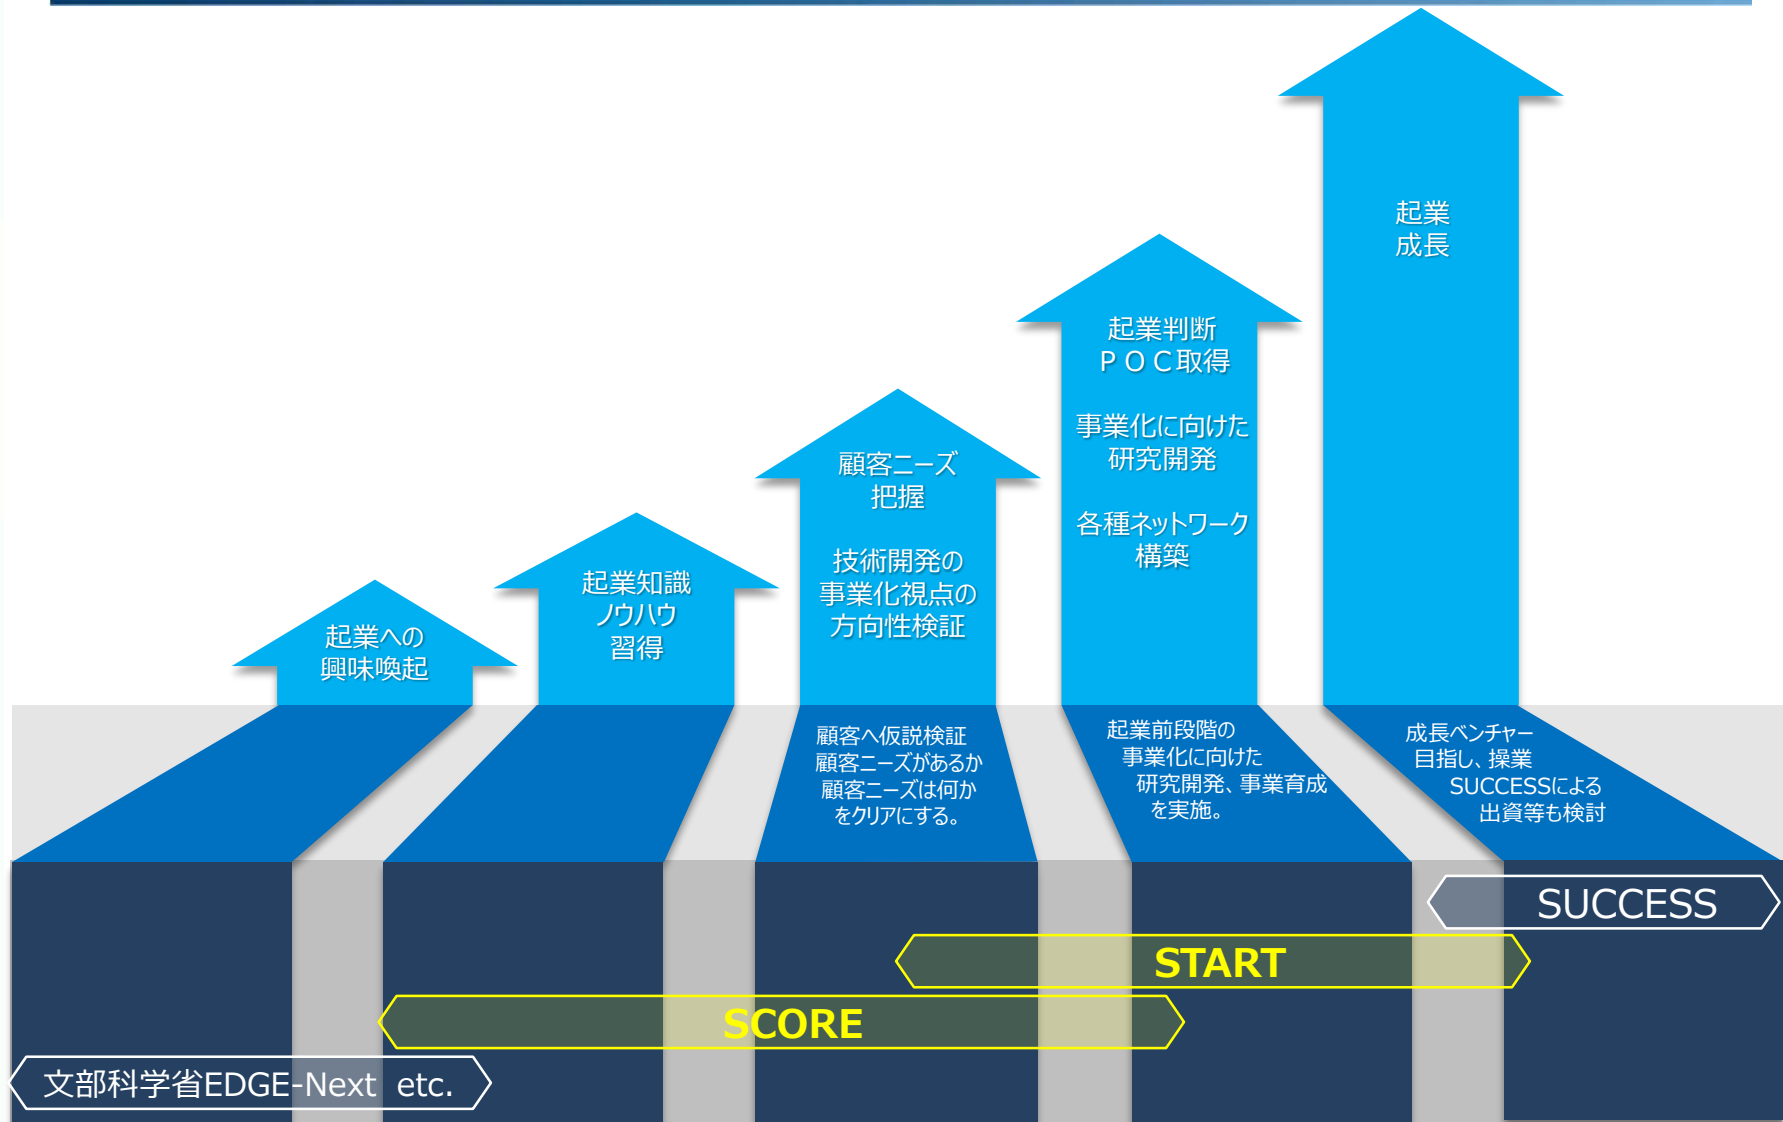 起業への
興味喚起
起業知識
ノウハウ
習得
顧客ニーズ
把握
技術開発の
事業化視点の
方向性検証
起業判断
ＰＯＣ取得
事業化に向けた
研究開発
各種ネットワーク
構築
起業
成長
顧客へ仮説検証
顧客ニーズがあるか
顧客ニーズは何か
をクリアにする。
起業前段階の
事業化に向けた
研究開発、事業育成
を実施。
成長ベンチャー
目指し、操業
SUCCESSによる
出資等も検討
SUCCESS
START
SCORE
文部科学省EDGE-Next etc.